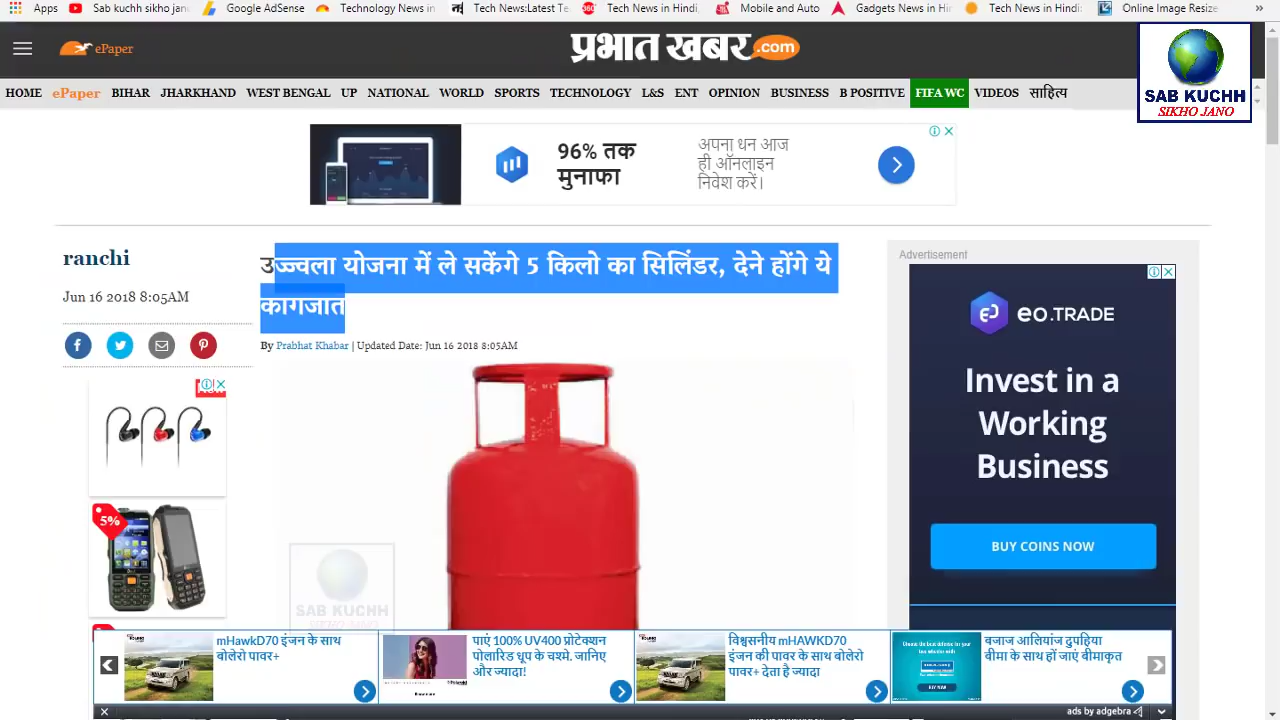 Apps
Sab kuchh sikho jano
Google AdSense
Technology News in
Tech News:Latest Te
Tech News in Hindi,
Mobile and Auto
Gadgets News in Hin
Tech News in Hindi:
Online Image Resize
»
ePaper
प्रभात खबर.com
SAB KUCHH
SIKHO JANO
HOME ePaper BIHAR JHARKHAND WEST BENGAL UP NATIONAL WORLD SPORTS TECHNOLOGY L&S ENT OPINION BUSINESS B POSITIVE FIFA WC VIDEOS साहित्य
96% तक
मुनाफा
अपना धन आज
ही ऑनलाइन
निवेश करें।
ranchi
Jun 16 2018 8:05AM
उज्ज्वला योजना में ले सकेंगे 5 किलो का सिलिंडर, देने होंगे ये
कागजात
By Prabhat Khabar | Updated Date: Jun 16 2018 8:05AM
Advertisement
EO.TRADE
Invest in a
Working
Business
BUY COINS NOW
5%
SAB KUCHH
SIKHO JANO
mHawkD70 इंजन के साथ
बोलेरो पावर+
पाएं 100% UV400 प्रोटेक्शन
पोलारिड धूप के चश्मे. जानिए
और ज्यादा!
विश्वसनीय mHAWKD70
इंजन की पावर के साथ बोलेरो
पावर+ देता है ज्यादा
बजाज आलियांज दुपहिया
बीमा के साथ हों जाएं बीमाकृत
ads by adgebra